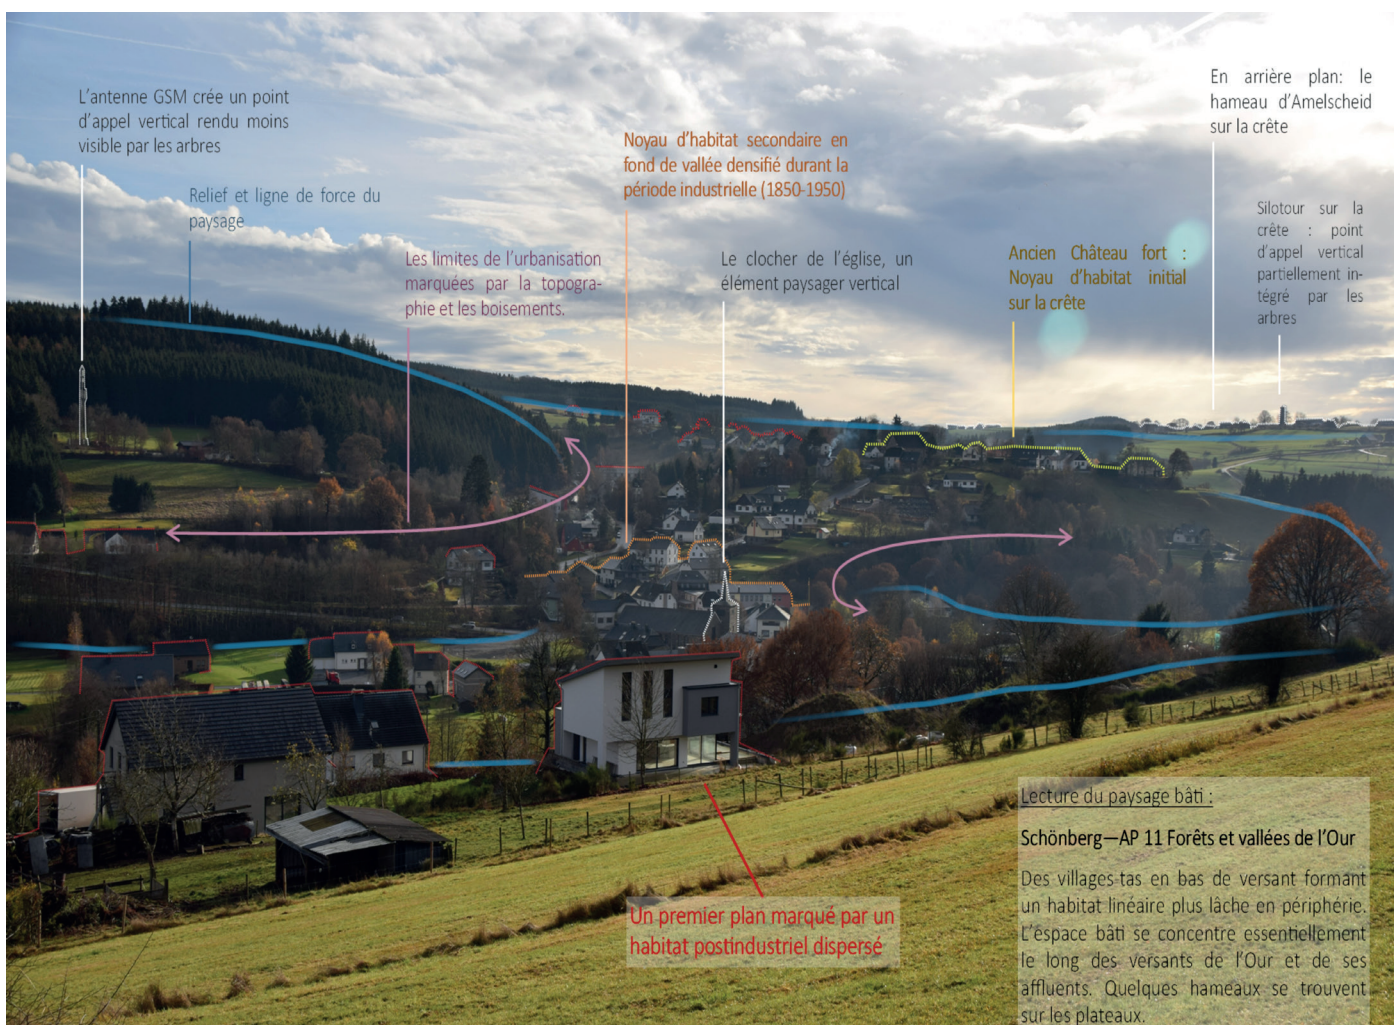 L'antenne GSM crée un point
d'appel vertical rendu moins
visible par les arbres
Relief et ligne de force du
paysage
Les limites de l'urbanisation
marquées par la topogra-
phie et les boisements.
Noyau d'habitat secondaire en
fond de vallée densifié durant la
période industrielle (1850-1950)
Le clocher de l'église, un
élément paysager vertical
Ancien Château fort :
Noyau d'habitat initial
sur la crête
En arrière plan: le
hameau d'Amelscheid
sur la crête
Silotour sur la
crête : point
d'appel vertical
partiellement in-
tégré par les
arbres
Un premier plan marqué par un
habitat postindustriel dispersé
Lecture du paysage bâti :
Schönberg—AP 11 Forêts et vallées de l'Our
Des villages tas en bas de versant formant
un habitat linéaire plus lâche en périphérie.
L'éspace bâti se concentre essentiellement
le long des versants de l'Our et de ses
affluents. Quelques hameaux se trouvent
sur les plateaux.